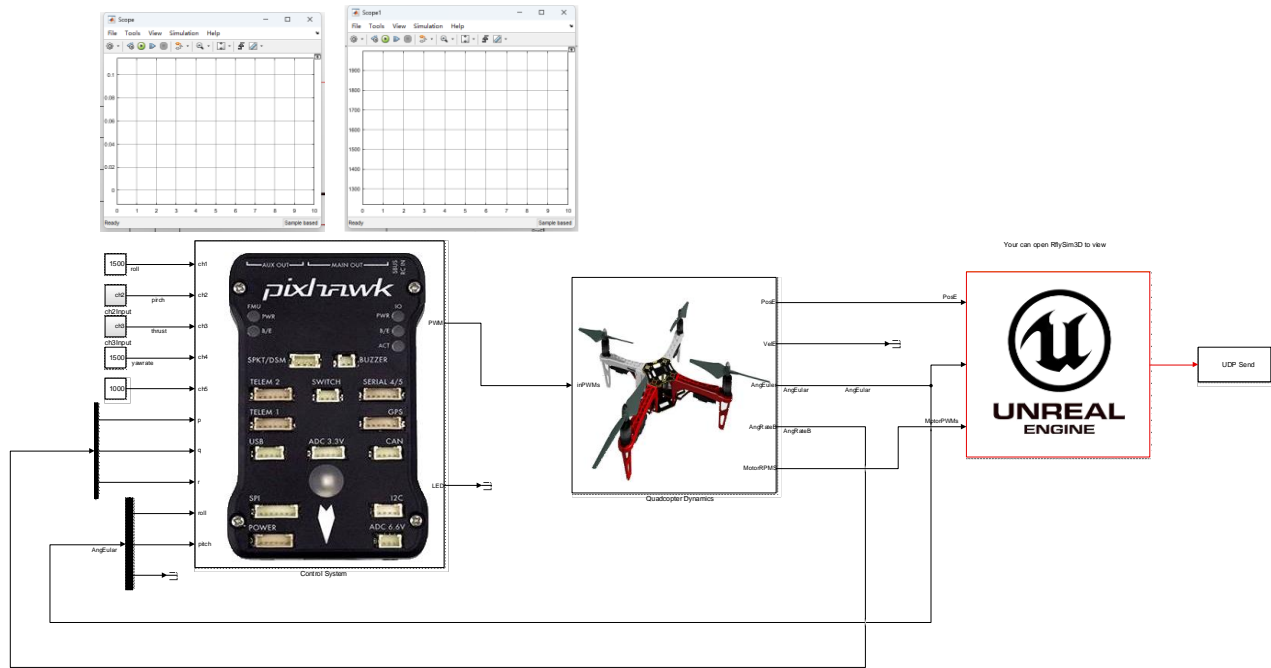 Scope
File Tools View Simulation Help
0.1
0.08
0.06
0.04
0.02
0
0 1 2 3 4 5 6 7 8 9 10
Ready Sample based
Scope1
File Tools View Simulation Help
1900
1800
1700
1600
1500
1400
1300
0 1 2 3 4 5 6 7 8 9 10
Ready Sample based
Your can open RflySim3D to view
1500
roll
ch1
ch2
pitch
ch2
ch2Input
ch3
thrust
ch3
ch3Input
1500
yawrate
ch4
1000
ch5
p
q
r
roll
pitch
AngEular
AUX OUT
MAIN OUT
SBUS
RC IN
pixhawk
FMU
PWR
B/E
IO
PWR
B/E
ACT
SPKT/DSM
BUZZER
TELEM 2
SWITCH
SERIAL 4/5
TELEM 1
GPS
USB
ADC 3.3V
CAN
SPI
I2C
POWER
ADC 6.6V
PWM
LED
Control System
inPWMs
PosE
VelE
AngEuler
AngRateB
MotorRPMS
Quadcopter Dynamics
AngEular
AngEular
AngRateB
PosE
MotorPWMs
UNREAL
ENGINE
UDP Send